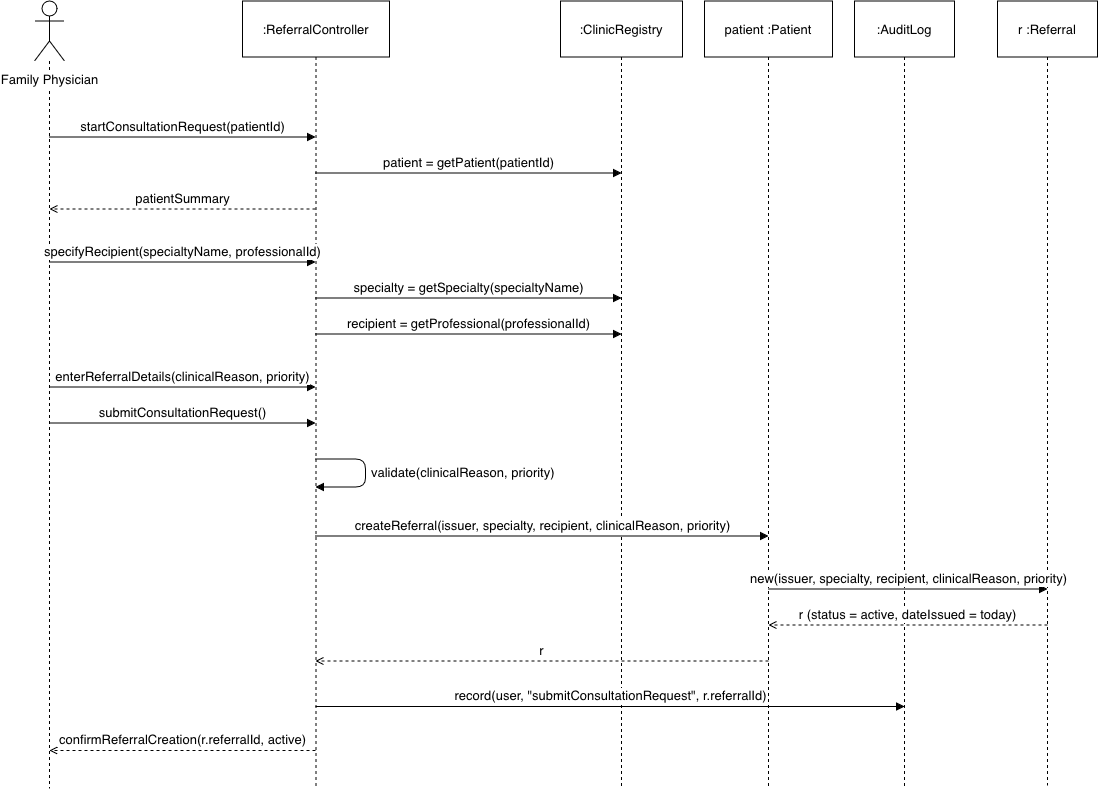 :ReferralController
:ClinicRegistry
patient :Patient
:AuditLog
r :Referral
Family Physician
startConsultationRequest(patientId)
patient = getPatient(patientId)
patientSummary
specifyRecipient(specialtyName, professionalId)
specialty = getSpecialty(specialtyName)
recipient = getProfessional(professionalId)
enterReferralDetails(clinicalReason, priority)
submitConsultationRequest()
validate(clinicalReason, priority)
createReferral(issuer, specialty, recipient, clinicalReason, priority)
new(issuer, specialty, recipient, clinicalReason, priority)
r (status = active, dateIssued = today)
r
record(user, "submitConsultationRequest", r.referralId)
confirmReferralCreation(r.referralId, active)